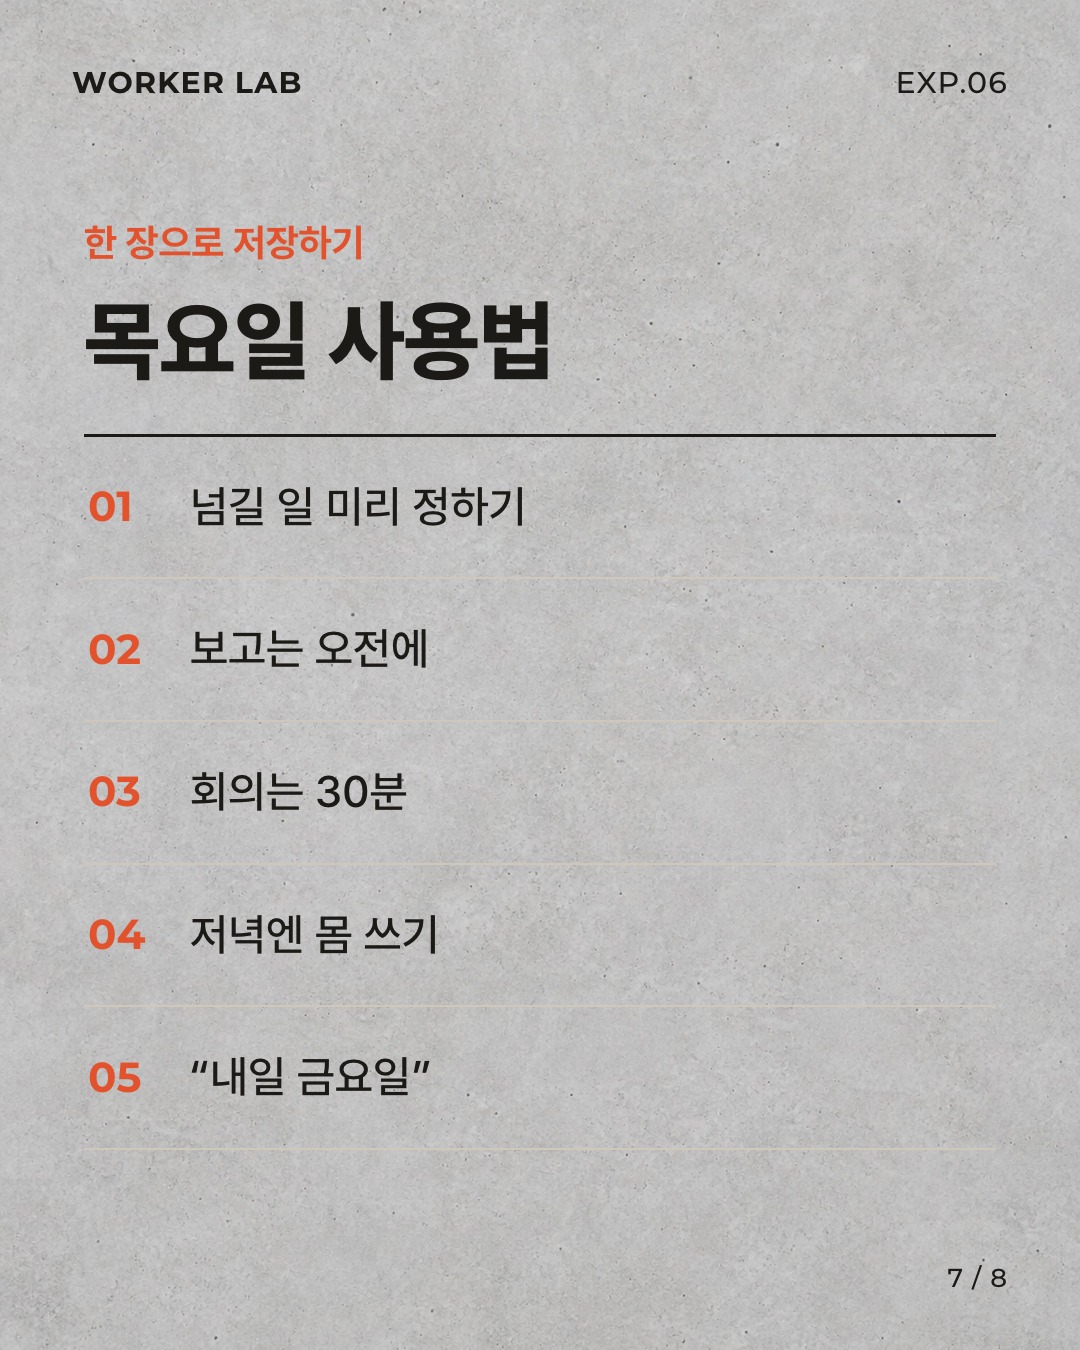 WORKER LAB
EXP.06
한 장으로 저장하기
목요일 사용법
01 넘길 일 미리 정하기
02 보고는 오전에
03 회의는 30분
04 저녁엔 몸 쓰기
05 “내일 금요일”
7 / 8